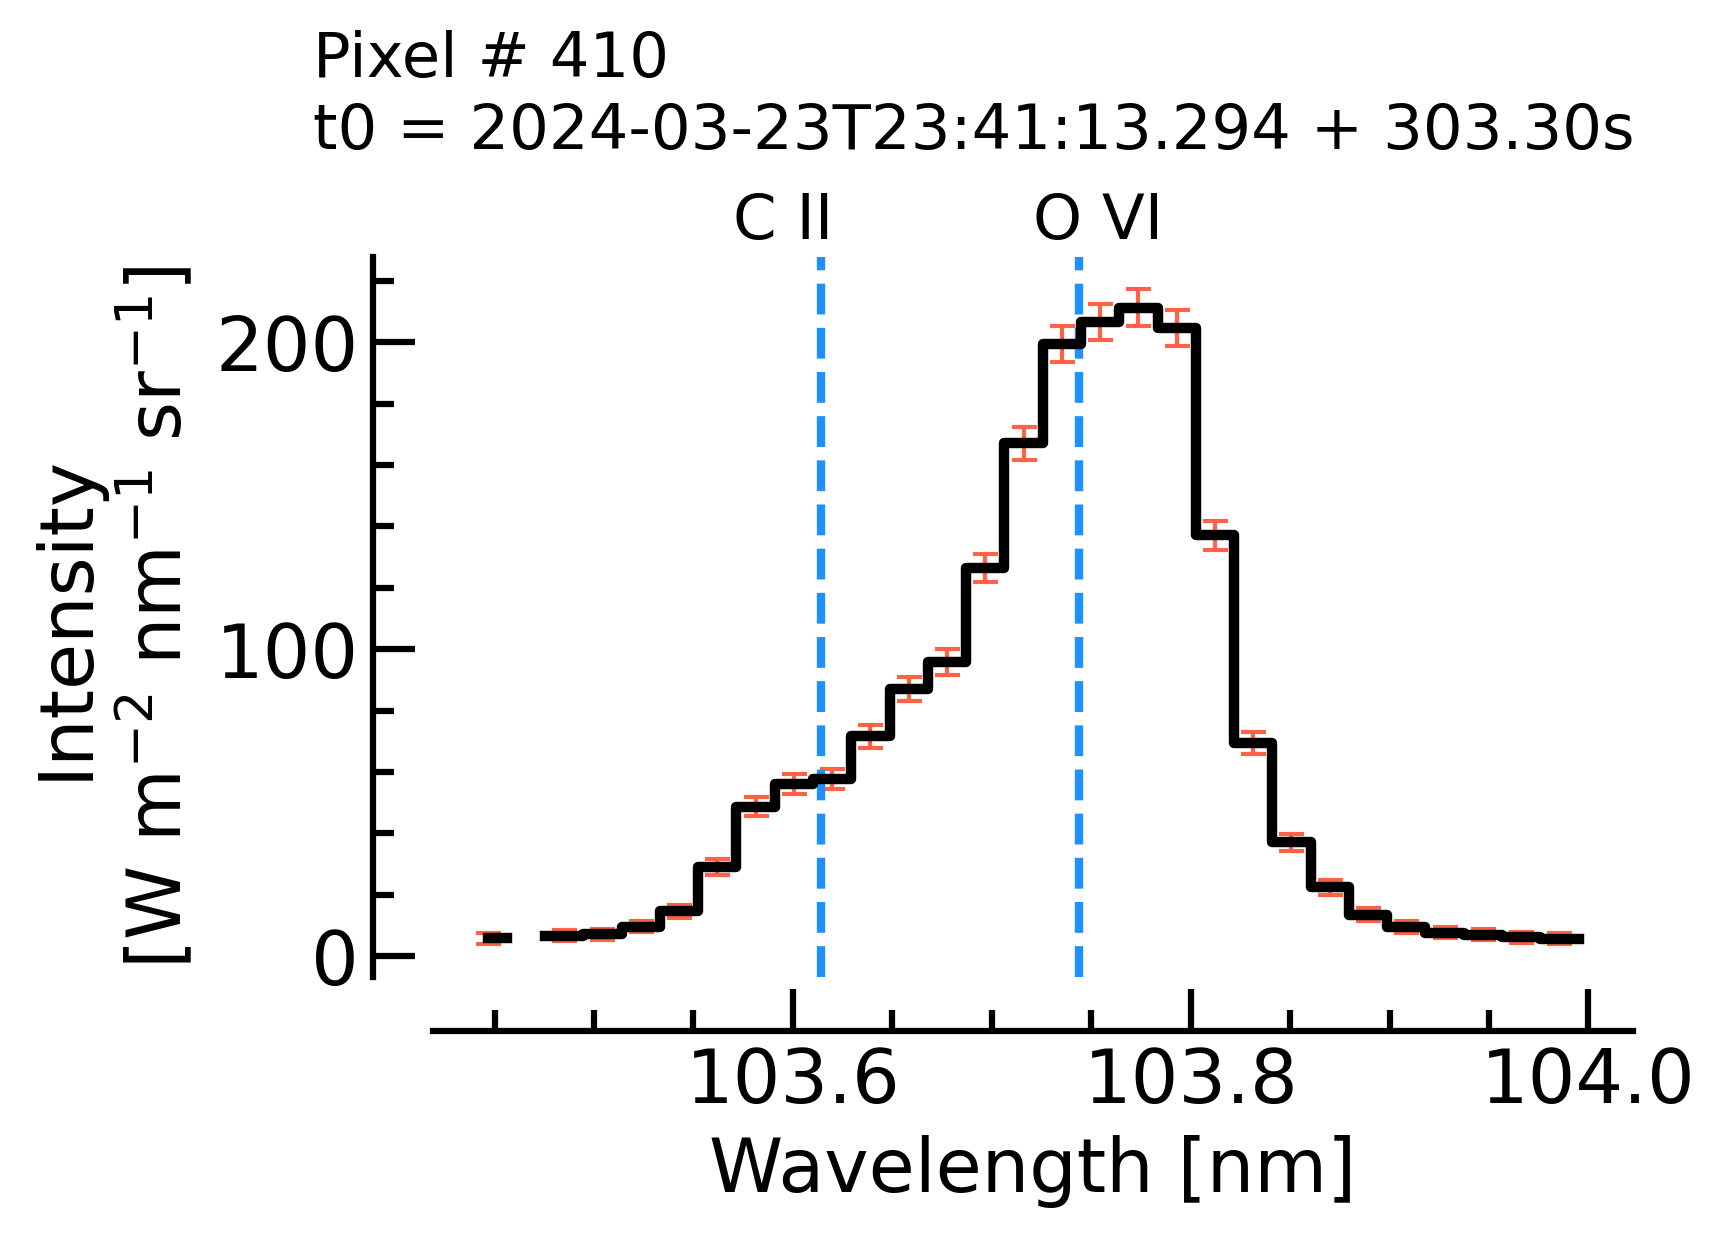 Pixel # 410
t0 = 2024-03-23T23:41:13.294 + 303.30s
C II
O VI
Intensity
[W m⁻² nm⁻¹ sr⁻¹]
200
100
0
103.6
103.8
104.0
Wavelength [nm]